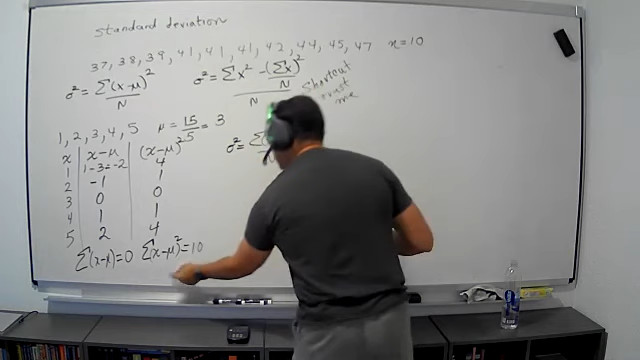 standard deviation
37, 38, 39, 41, 41, 41, 42, 44, 45, 47 n=10
σ² = Σ(x-μ)² / N
σ² = Σx² - (Σx)²/N / N
Shortcut
trust
me
1, 2, 3, 4, 5 μ = 15/5 = 3
x | x-μ | (x-μ)²
1 | 1-3=-2 | 4
2 | -1 | 1
3 | 0 | 0
4 | 1 | 1
5 | 2 | 4
Σ(x-μ)=0 Σ(x-μ)²=10
σ² = Σ(